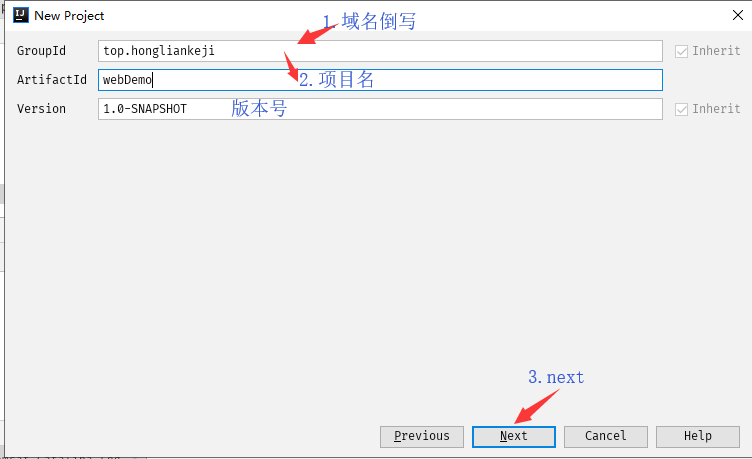 New Project
1.域名倒写
GroupId top.hongliankeji Inherit
ArtifactId webDemo 2.项目名
Version 1.0-SNAPSHOT 版本号 Inherit
3.next
Previous Next Cancel Help